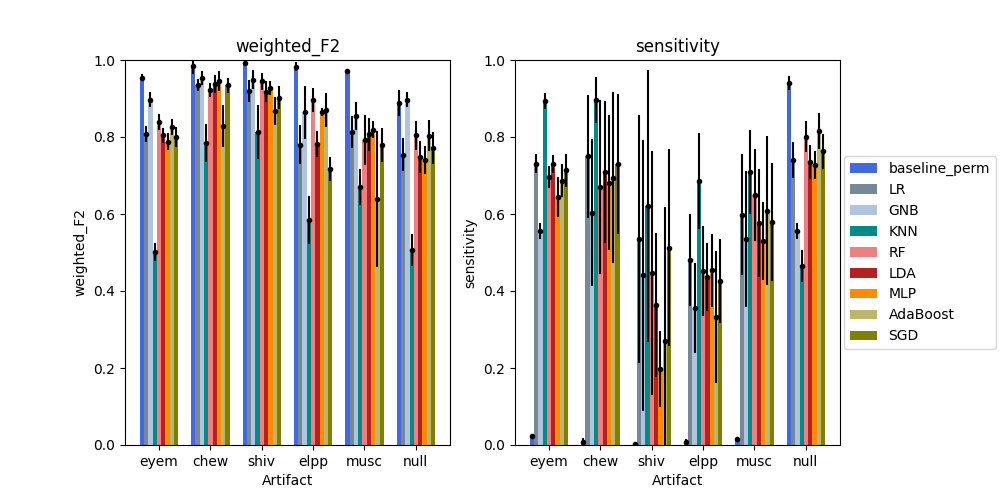 weighted_F2
weighted_F2
1.0
0.8
0.6
0.4
0.2
0.0
eyem chew shiv elpp musc null
Artifact
sensitivity
sensitivity
1.0
0.8
0.6
0.4
0.2
0.0
eyem chew shiv elpp musc null
Artifact
baseline_perm
LR
GNB
KNN
RF
LDA
MLP
AdaBoost
SGD